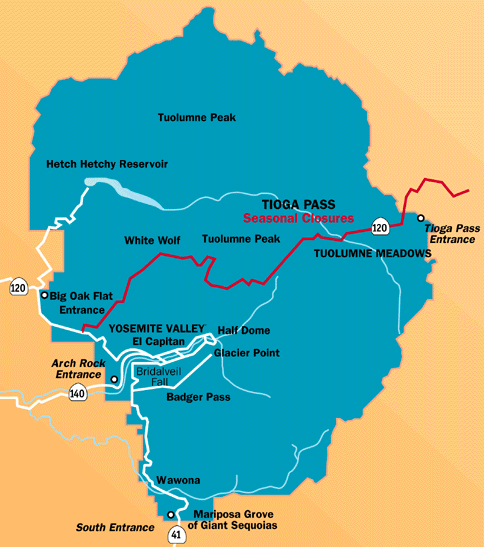 Tuolumne Peak
Hetch Hetchy Reservoir
TIOGA PASS
Seasonal Closures
120
Tioga Pass
Entrance
White Wolf
Tuolumne Peak
TUOLUMNE MEADOWS
120
Big Oak Flat
Entrance
YOSEMITE VALLEY
El Capitan
Half Dome
Glacier Point
Arch Rock
Entrance
Bridalveil
Fall
140
Badger Pass
Wawona
Mariposa Grove
of Giant Sequoias
South Entrance
41